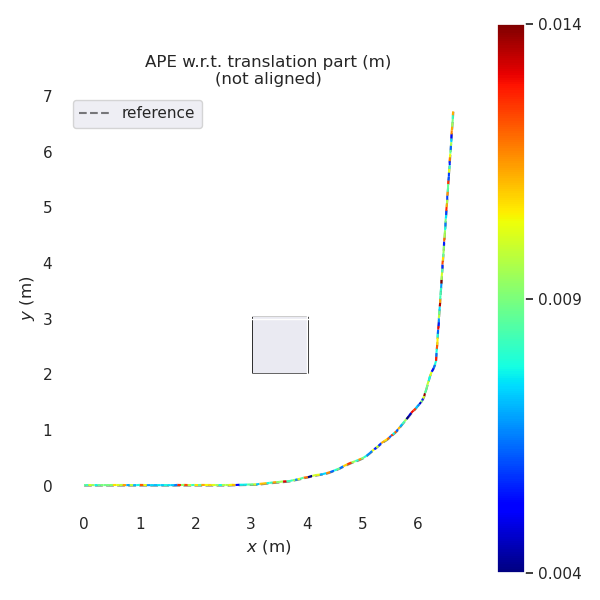 APE w.r.t. translation part (m)
(not aligned)
reference
7
6
5
4
3
2
1
0
y (m)
0 1 2 3 4 5 6
x (m)
0.014
0.009
0.004